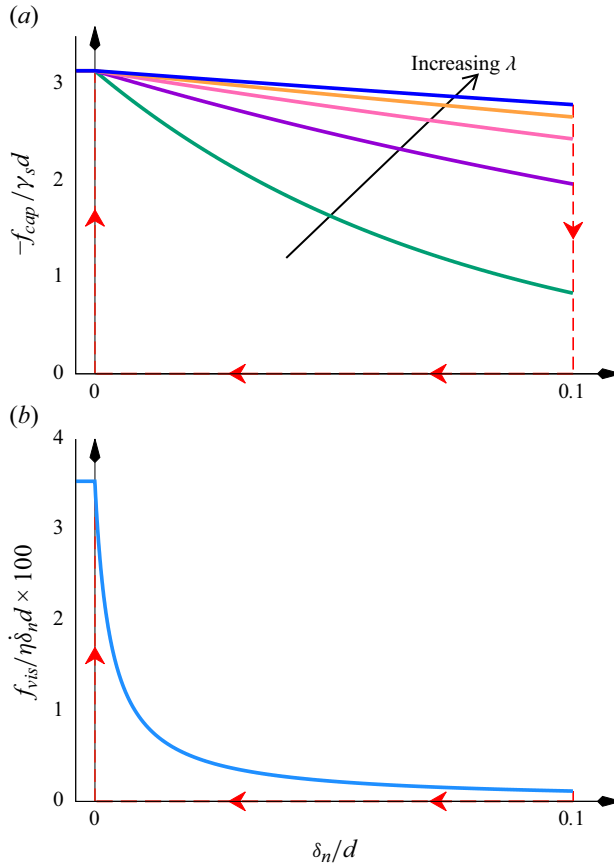 (a)
3
2
1
0
−f_cap/γ_s d
Increasing λ
0
0.1
(b)
4
3
2
1
0
f_vis/ηδ̇_n d × 100
0
0.1
δ_n/d